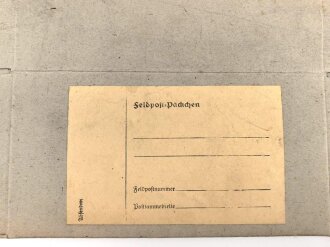 Feldpost-Päckchen
Feldpostnummer
Postsammelstelle
Absender: